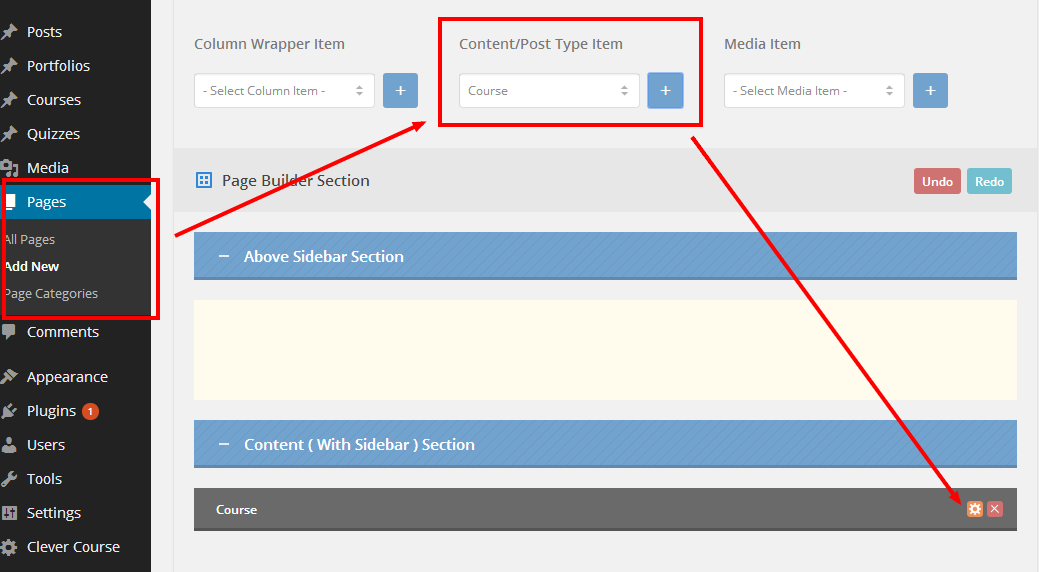 Posts
Portfolios
Courses
Quizzes
Media
Pages
All Pages
Add New
Page Categories
Comments
Appearance
Plugins 1
Users
Tools
Settings
Clever Course
Column Wrapper Item
- Select Column Item -
+
Content/Post Type Item
Course
+
Media Item
- Select Media Item -
+
Page Builder Section
Undo
Redo
Above Sidebar Section
Content ( With Sidebar ) Section
Course